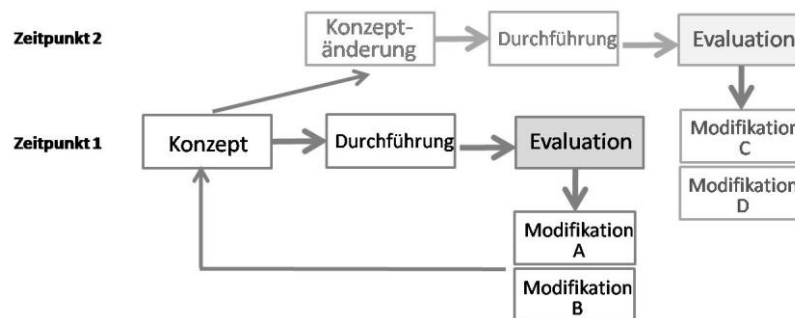 Zeitpunkt 2
Konzept-
änderung
Durchführung
Evaluation
Modifikation
C
Modifikation
D
Zeitpunkt 1
Konzept
Durchführung
Evaluation
Modifikation
A
Modifikation
B